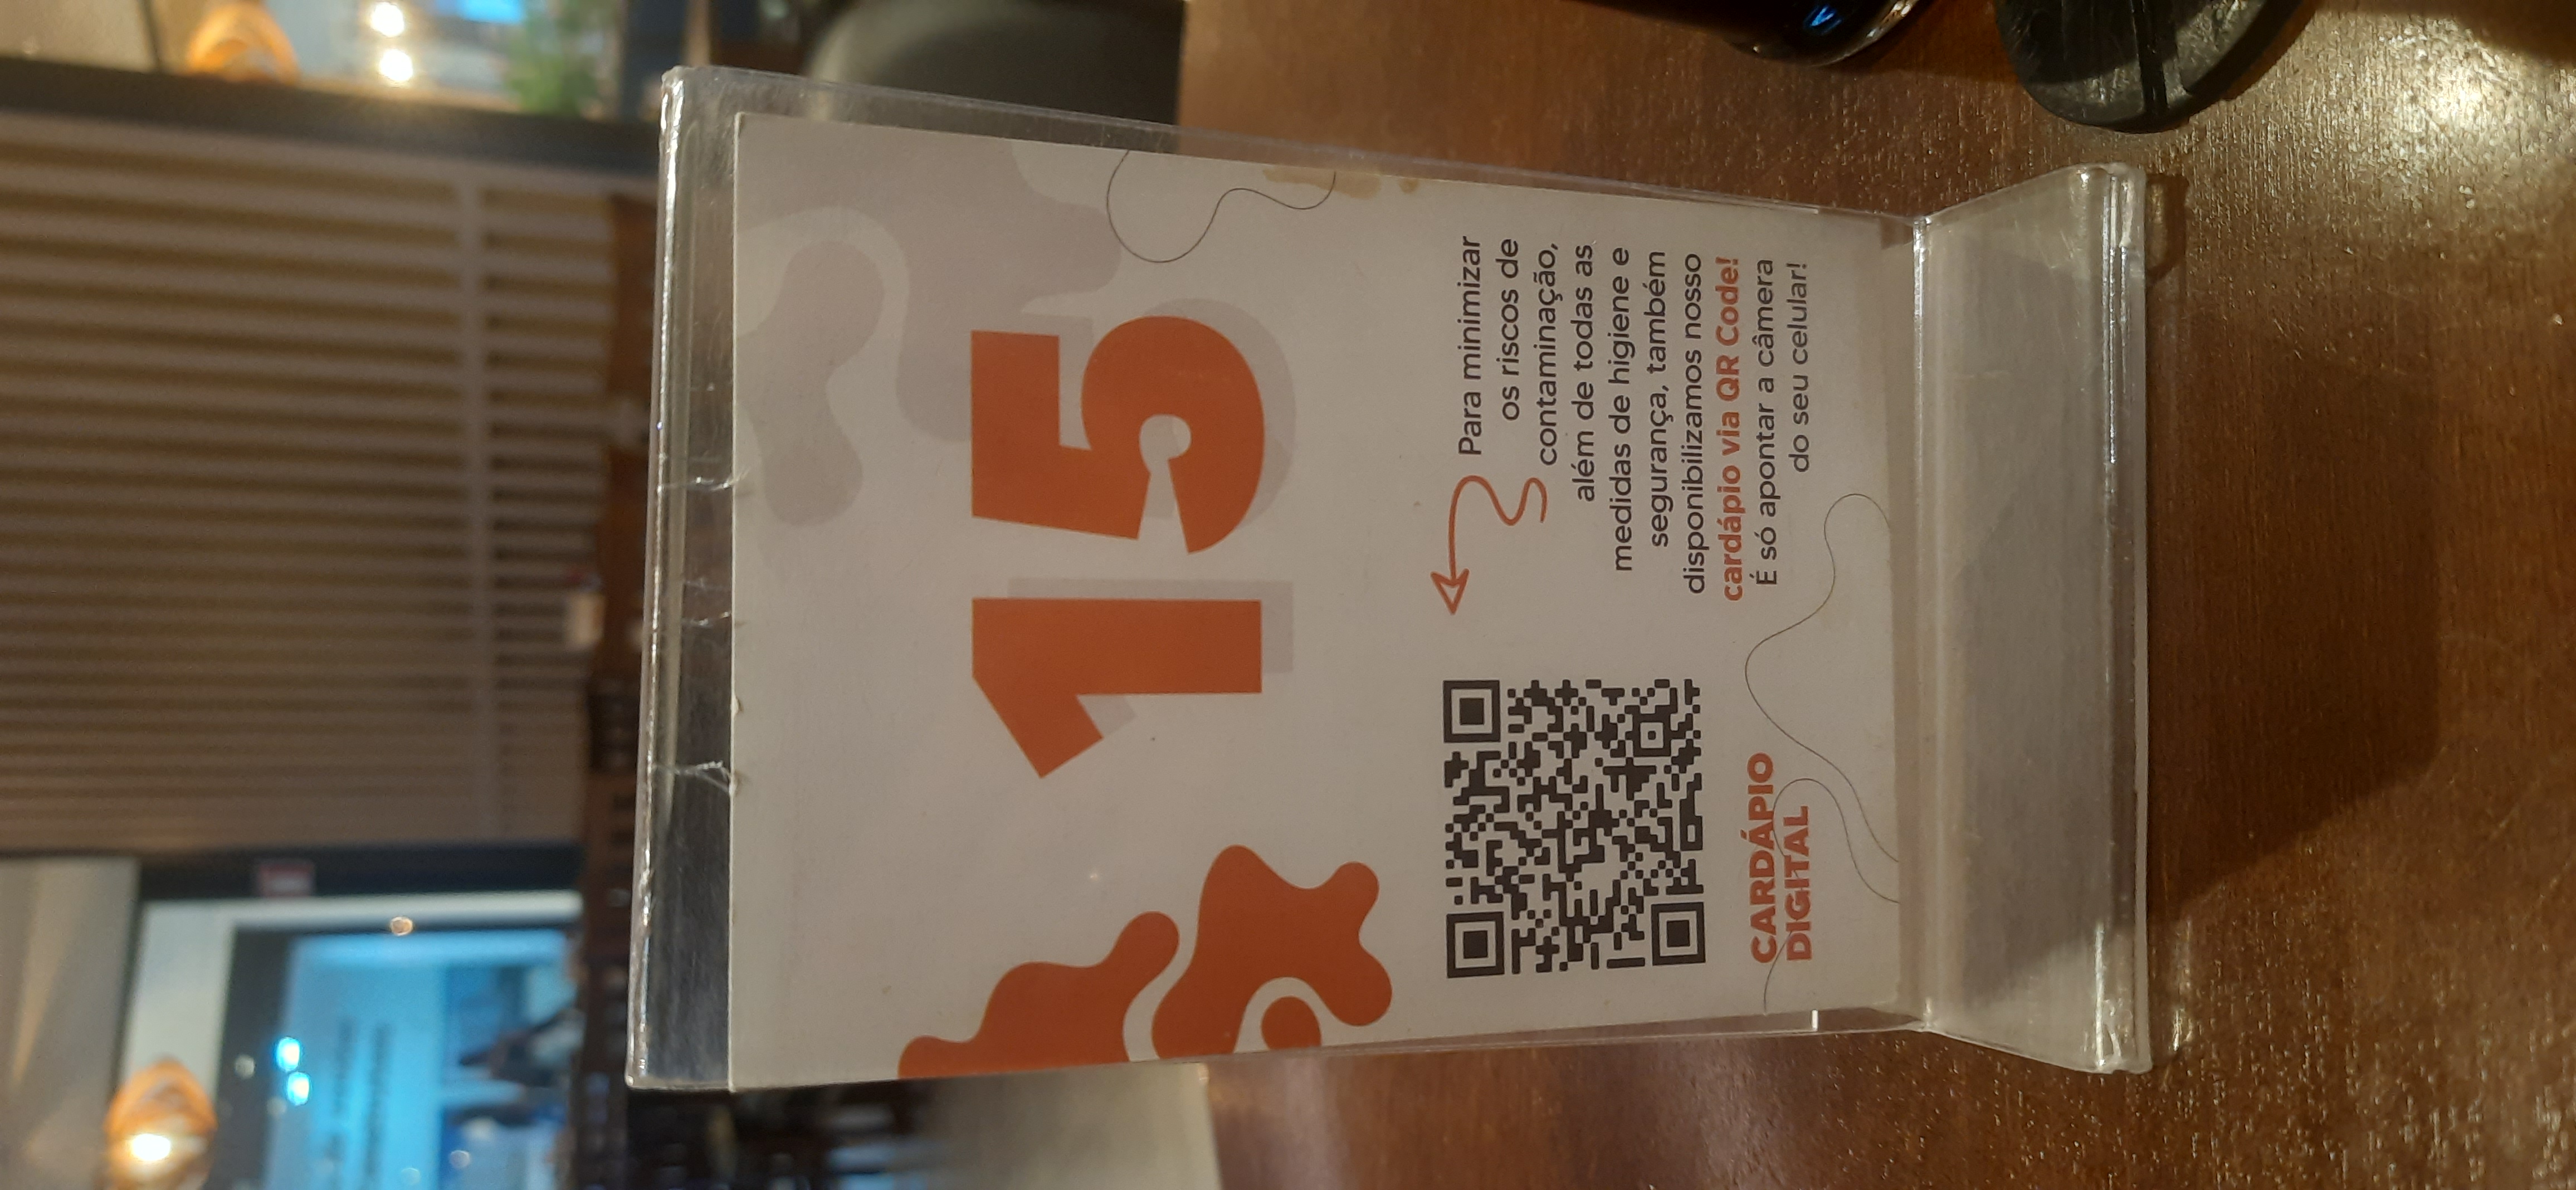 15
Para minimizar
os riscos de
contaminação,
além de todas as
medidas de higiene e
segurança, também
disponibilizamos nosso
cardápio via QR Code!
É só apontar a câmera
do seu celular!
CARDÁPIO
DIGITAL